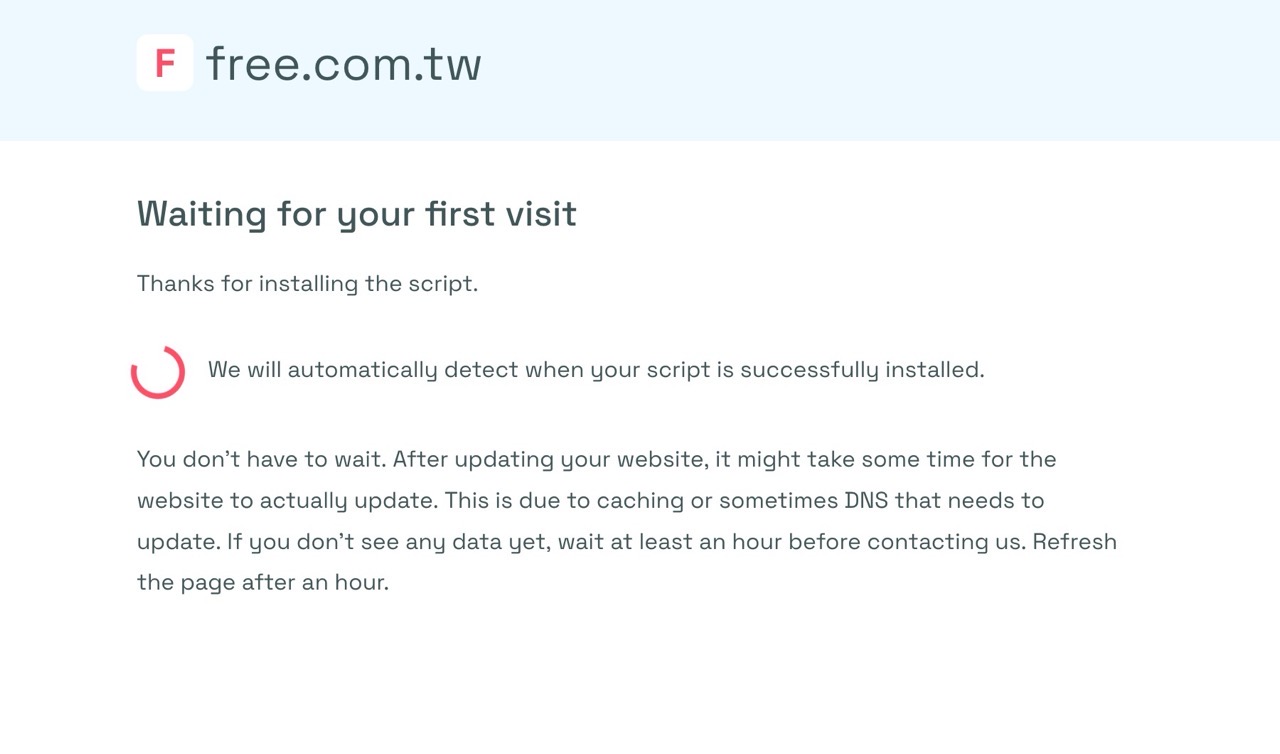 F free.com.tw
Waiting for your first visit
Thanks for installing the script.
We will automatically detect when your script is successfully installed.
You don’t have to wait. After updating your website, it might take some time for the
website to actually update. This is due to caching or sometimes DNS that needs to
update. If you don’t see any data yet, wait at least an hour before contacting us. Refresh
the page after an hour.